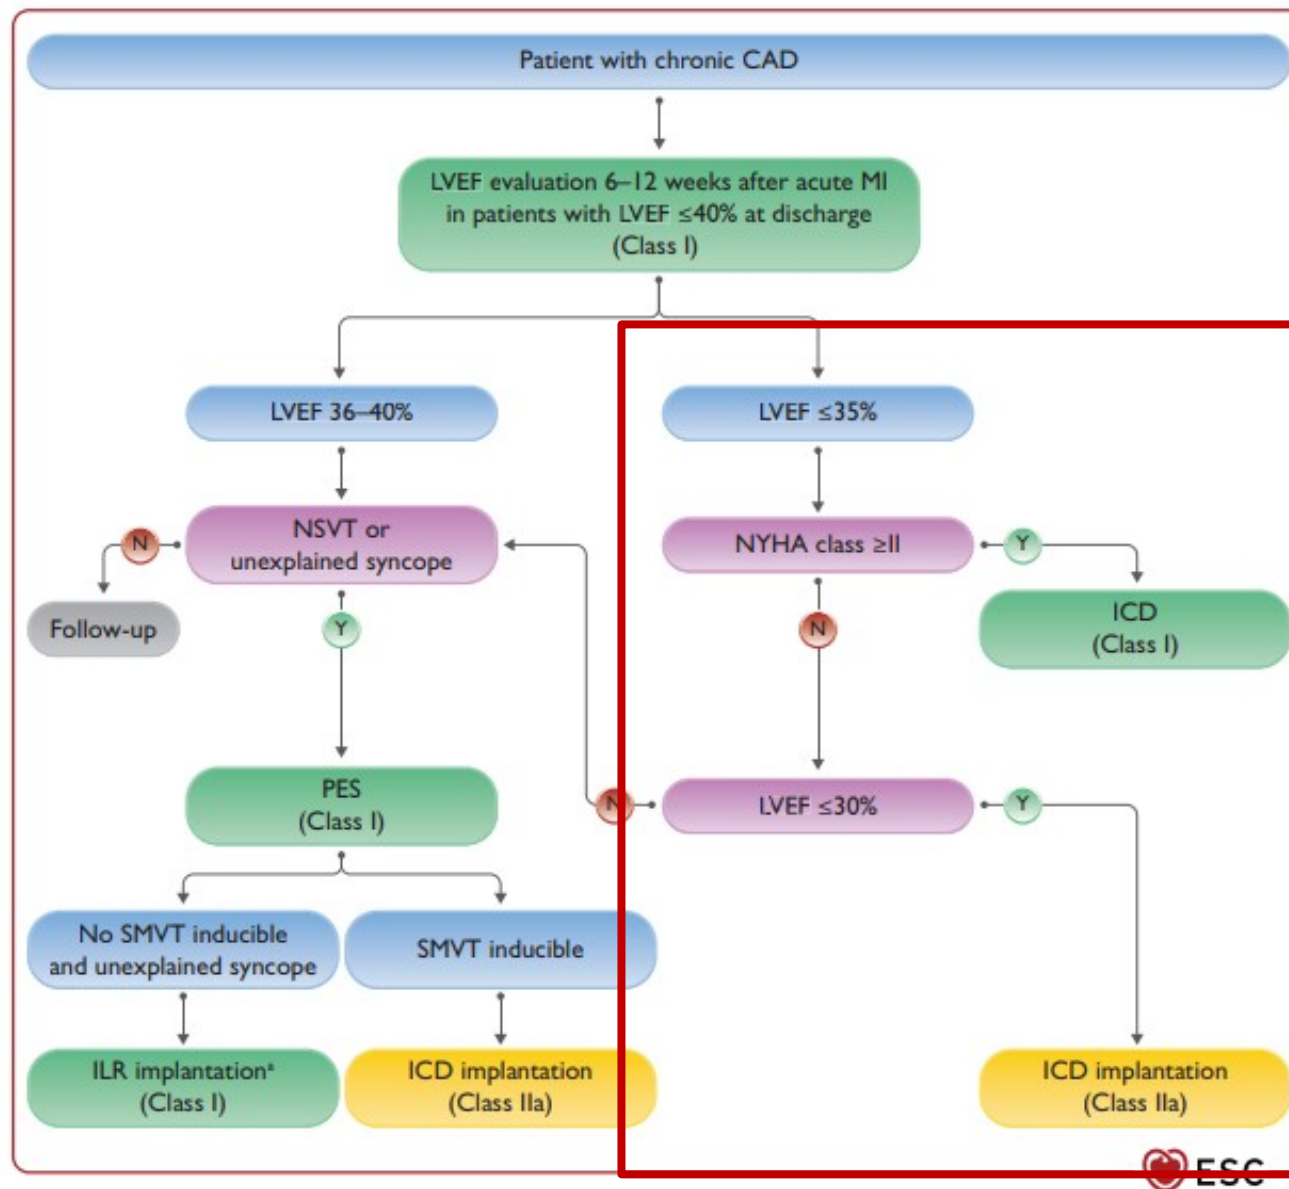 Patient with chronic CAD
LVEF evaluation 6–12 weeks after acute MI
in patients with LVEF ≤40% at discharge
(Class I)
LVEF 36–40%
LVEF ≤35%
NSVT or
unexplained syncope
N
Follow-up
Y
NYHA class ≥II
Y
ICD
(Class I)
N
PES
(Class I)
N
LVEF ≤30%
Y
No SMVT inducible
and unexplained syncope
SMVT inducible
ILR implantationᵃ
(Class I)
ICD implantation
(Class IIa)
ICD implantation
(Class IIa)
ESC